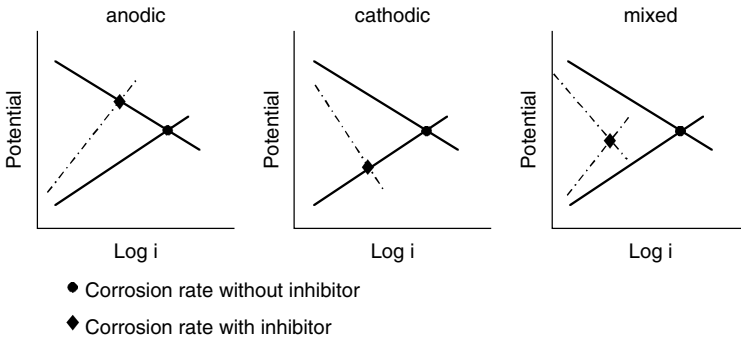 anodic
cathodic
mixed
Potential
Potential
Potential
Log i
Log i
Log i
Corrosion rate without inhibitor
Corrosion rate with inhibitor